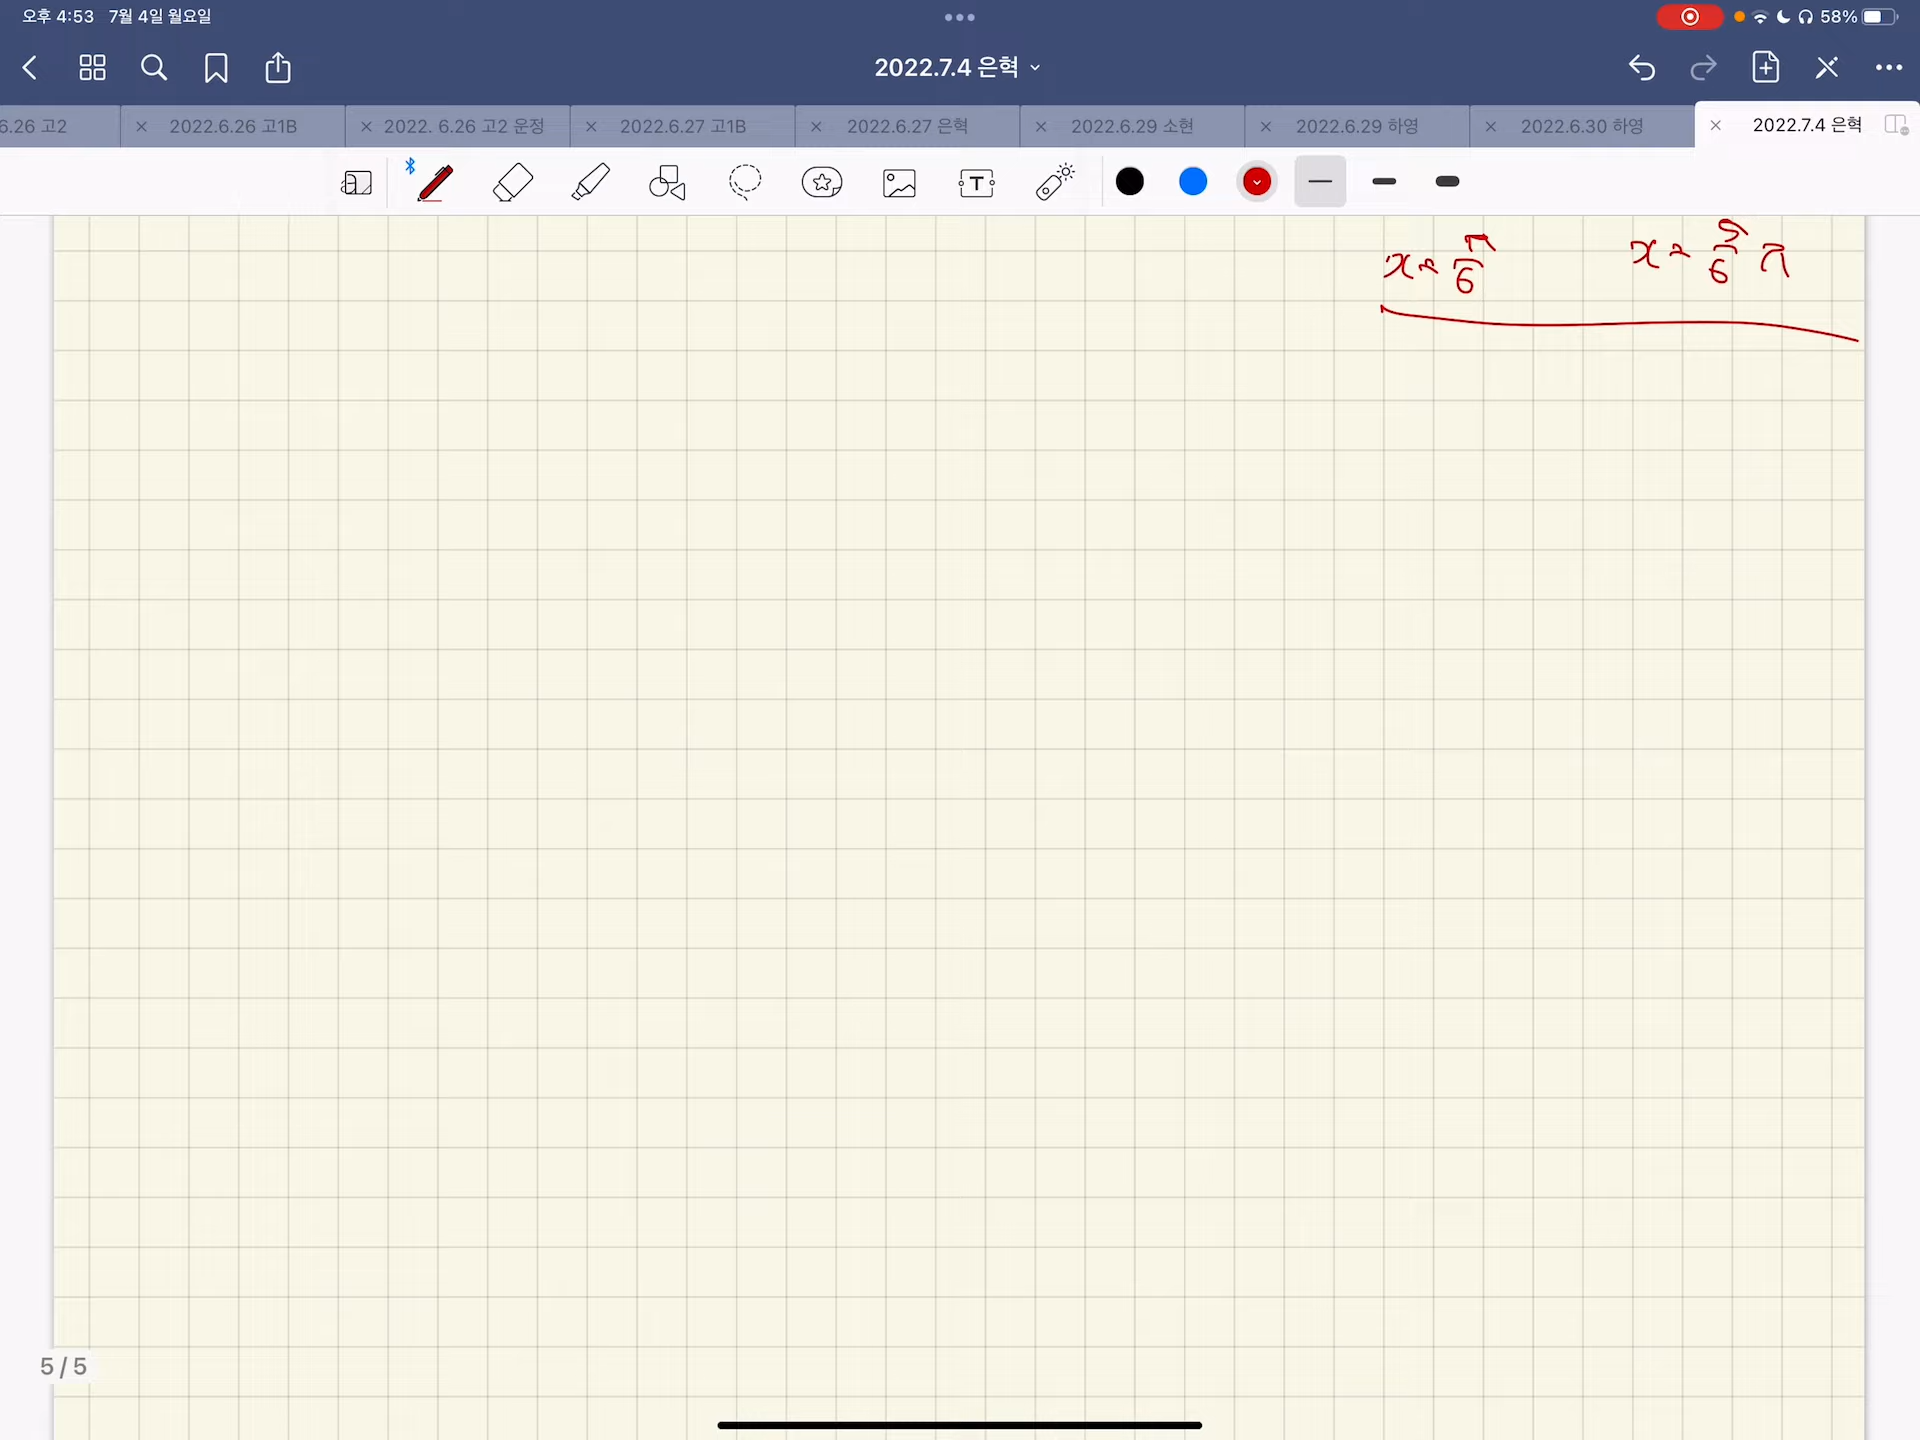 오후 4:53 7월 4일 월요일
58%
2022.7.4 은혁
6.26 고2
2022.6.26 고1B
2022. 6.26 고2 운정
2022.6.27 고1B
2022.6.27 은혁
2022.6.29 소현
2022.6.29 하영
2022.6.30 하영
2022.7.4 은혁
x = π/6 x = 5/6 π
5 / 5